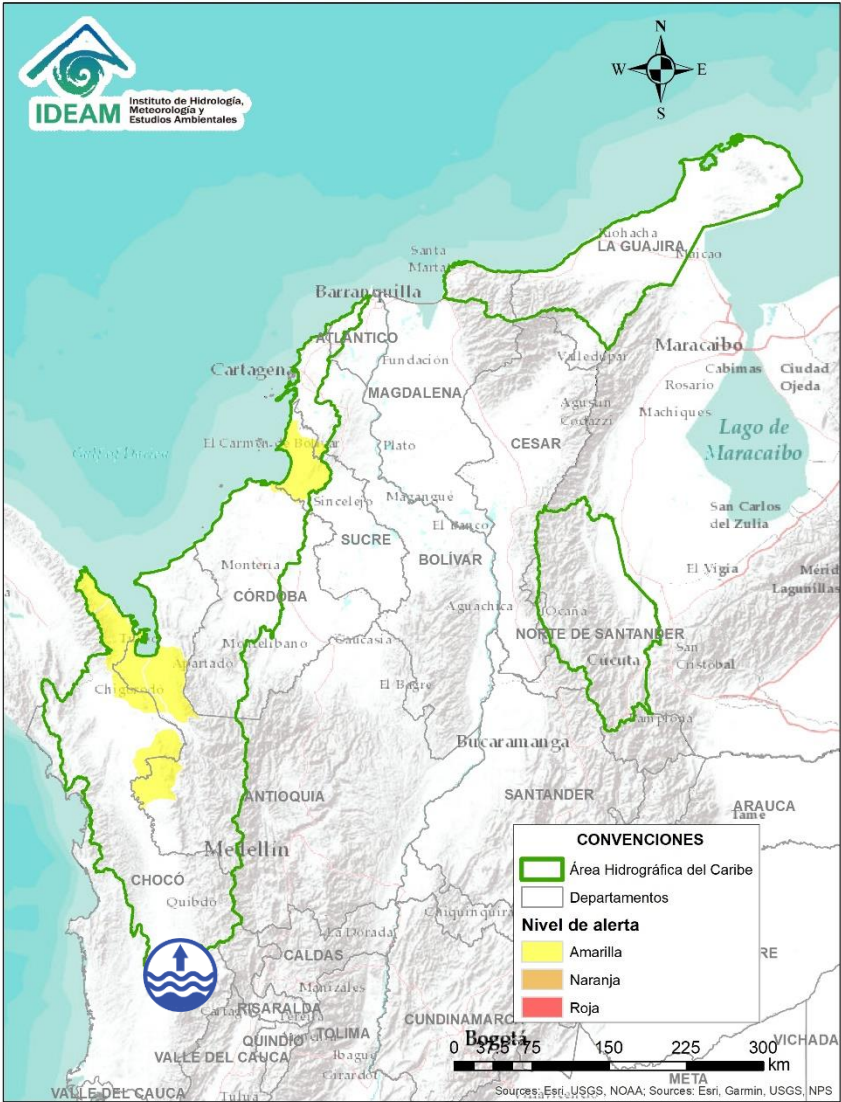 IDEAM
Instituto de Hidrología,
Meteorología y
Estudios Ambientales
N
W
E
S
Riohacha
LA GUAJIRA
Maicao
Santa
Marta
Barranquilla
ATLÁNTICO
Fundación
Valledupar
Maracaibo
Cabimas
Ciudad
Ojeda
Cartagena
MAGDALENA
Rosario
Agustín
Codazzi
Machiques
El Carmen de Bolívar
Plato
CESAR
Lago de
Maracaibo
Sincelejo
Magangué
San Carlos
del Zulia
El Banco
SUCRE
BOLÍVAR
Montería
El Vigía
Mérid
Lagunillas
CÓRDOBA
Aguachica
Ocaña
NORTE DE SANTANDER
Montelíbano
Caucasia
San
Cristóbal
Apartadó
Cucuta
Chigorodó
El Bagre
Pamplona
Bucaramanga
ANTIOQUIA
SANTANDER
ARAUCA
Tame
Medellín
CHOCÓ
Quibdó
Chiquinquirá
La Dorada
CALDAS
RE
Manizales
RISARALDA
CUNDINAMARC
QUINDÍO
TOLIMA
Bogotá
VICHADA
VALLE DEL CAUCA
Ibagué
Girardot
META
VALLE DEL CAUCA
Tuluá
CONVENCIONES
Área Hidrográfica del Caribe
Departamentos
Nivel de alerta
Amarilla
Naranja
Roja
0 37.5 75 150 225 300
km
Sources: Esri, USGS, NOAA; Sources: Esri, Garmin, USGS, NPS